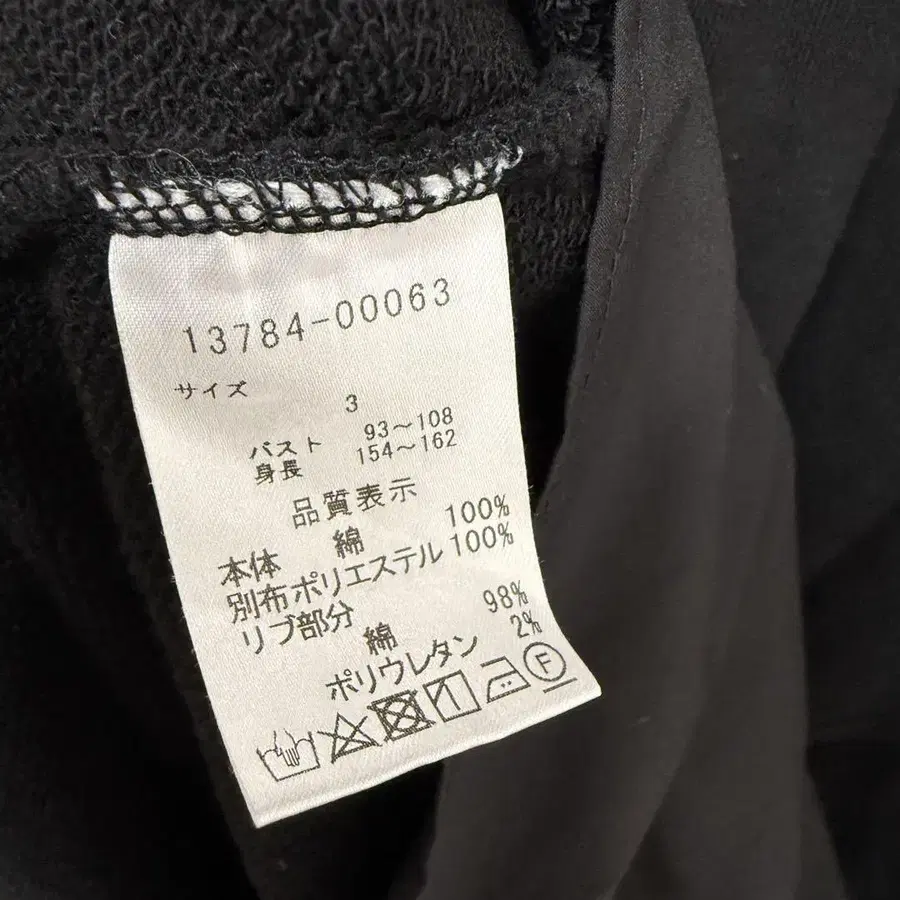 13784-00063
サイズ
3
バスト 93～108
身長 154～162
品質表示
本体 綿 100%
別布ポリエステル100%
リブ部分
綿 98%
ポリウレタン 2%
F